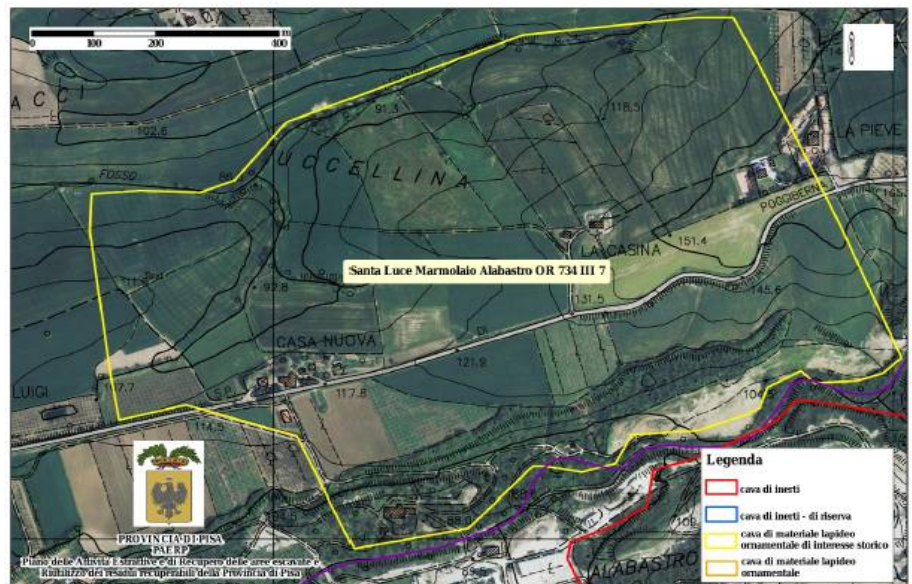 m
100 200 400
ACCI
102.6
91.3
118.5
LA PIEVE
FOSSO
UCCELLINA
POGGIBERNA
LA CASINA
151.4
Santa Luce Marmolaio Alabastro OR 734 III 7
92.8
131.5
145.6
CASA NUOVA
DI
121.9
LUIGI
117.7
S.P.
117.8
114.5
Legenda
cava di inerti
cava di inerti - di riserva
cava di materiale lapideo
ornamentale di interesse storico
cava di materiale lapideo
ornamentale
PROVINCIA DI PISA
PAERP
Piano delle Attività Estrattive e di Recupero delle aree escavate e
Riutilizzo dei residui recuperabili della Provincia di Pisa
ALABASTRO